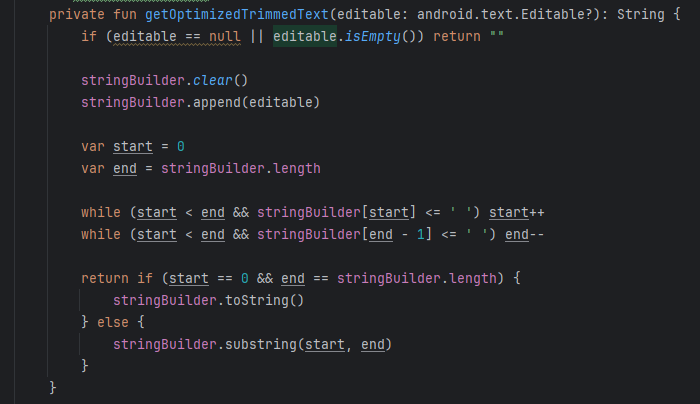 private fun getOptimizedTrimmedText(editable: android.text.Editable?): String {
    if (editable == null || editable.isEmpty()) return ""

    stringBuilder.clear()
    stringBuilder.append(editable)

    var start = 0
    var end = stringBuilder.length

    while (start < end && stringBuilder[start] <= ' ') start++
    while (start < end && stringBuilder[end - 1] <= ' ') end--

    return if (start == 0 && end == stringBuilder.length) {
        stringBuilder.toString()
    } else {
        stringBuilder.substring(start, end)
    }
}